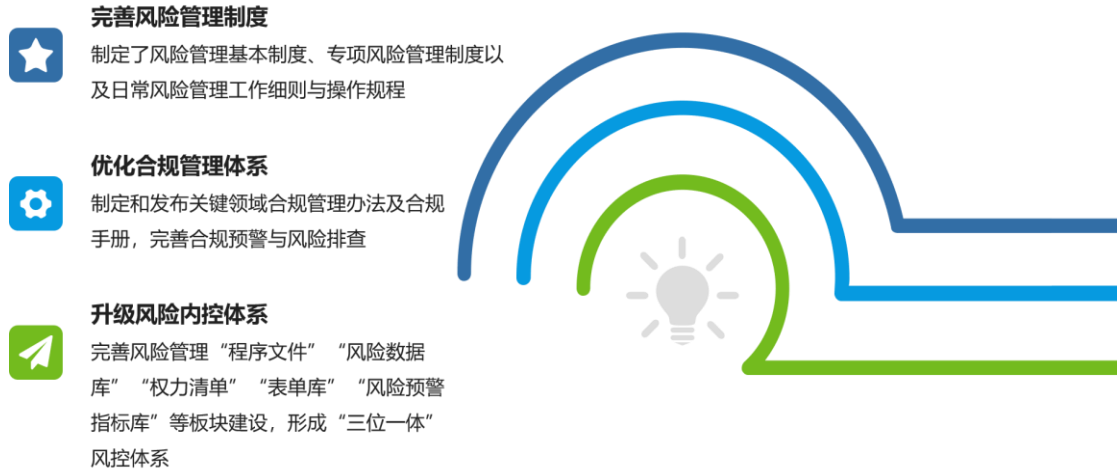 完善风险管理制度
制定了风险管理基本制度、专项风险管理制度以
及日常风险管理工作细则与操作规程
优化合规管理体系
制定和发布关键领域合规管理办法及合规
手册，完善合规预警与风险排查
升级风险内控体系
完善风险管理“程序文件”“风险数据
库”“权力清单”“表单库”“风险预警
指标库”等板块建设，形成“三位一体”
风控体系